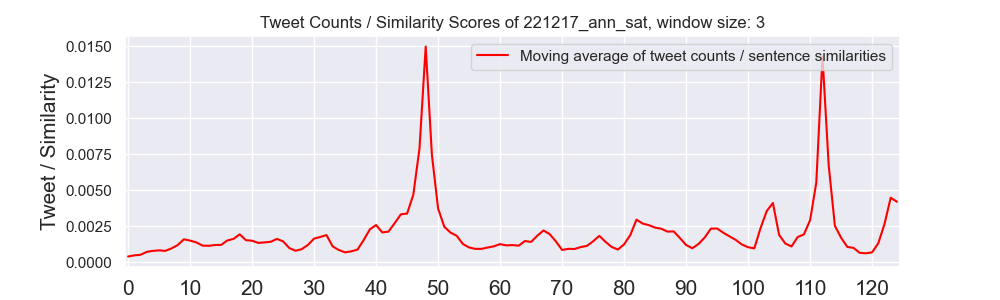 Tweet Counts / Similarity Scores of 221217_ann_sat, window size: 3
Moving average of tweet counts / sentence similarities
Tweet / Similarity
0.0150
0.0125
0.0100
0.0075
0.0050
0.0025
0.0000
0 10 20 30 40 50 60 70 80 90 100 110 120